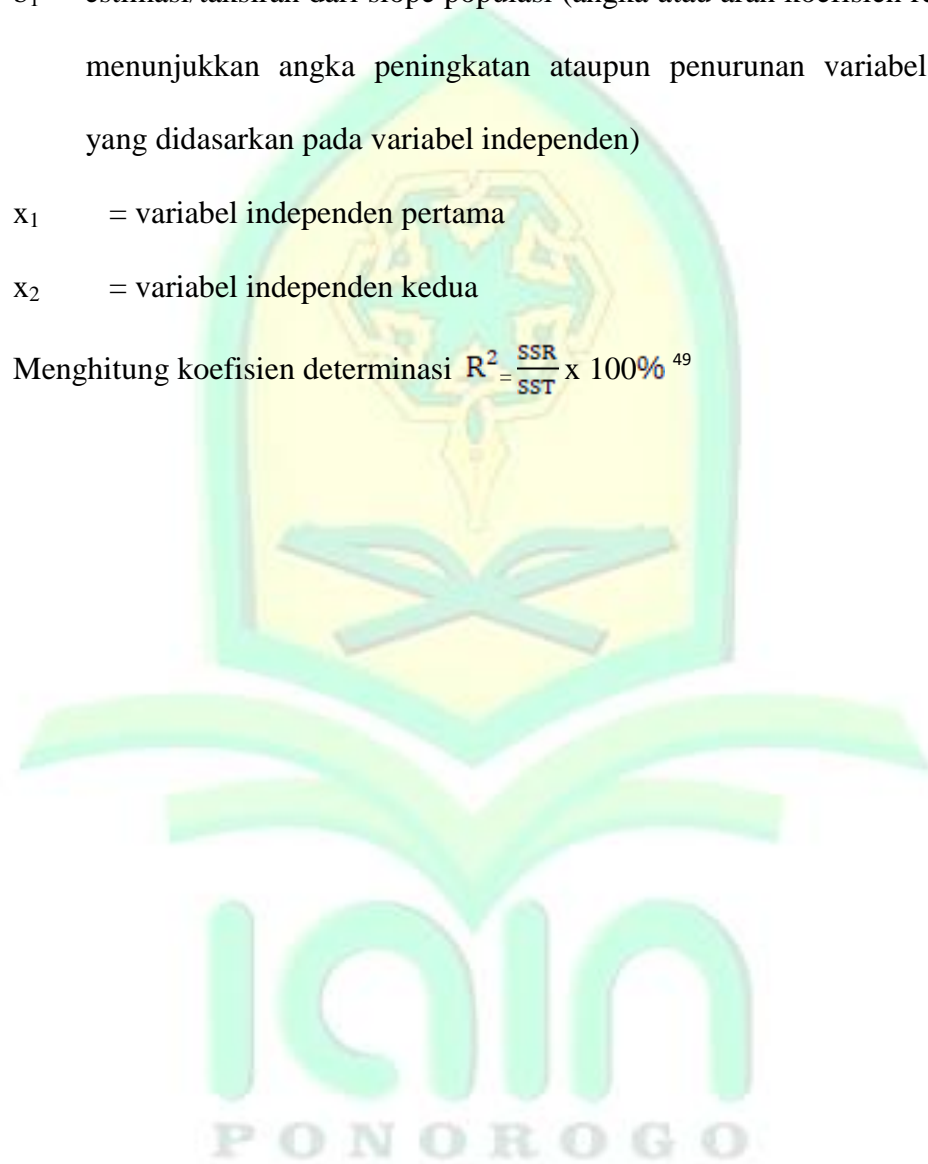 menunjukkan angka peningkatan ataupun penurunan variabel
yang didasarkan pada variabel independen)
x₁ = variabel independen pertama
x₂ = variabel independen kedua
Menghitung koefisien determinasi R² = SSR/SST x 100% ⁴⁹
iain
PONOROGO